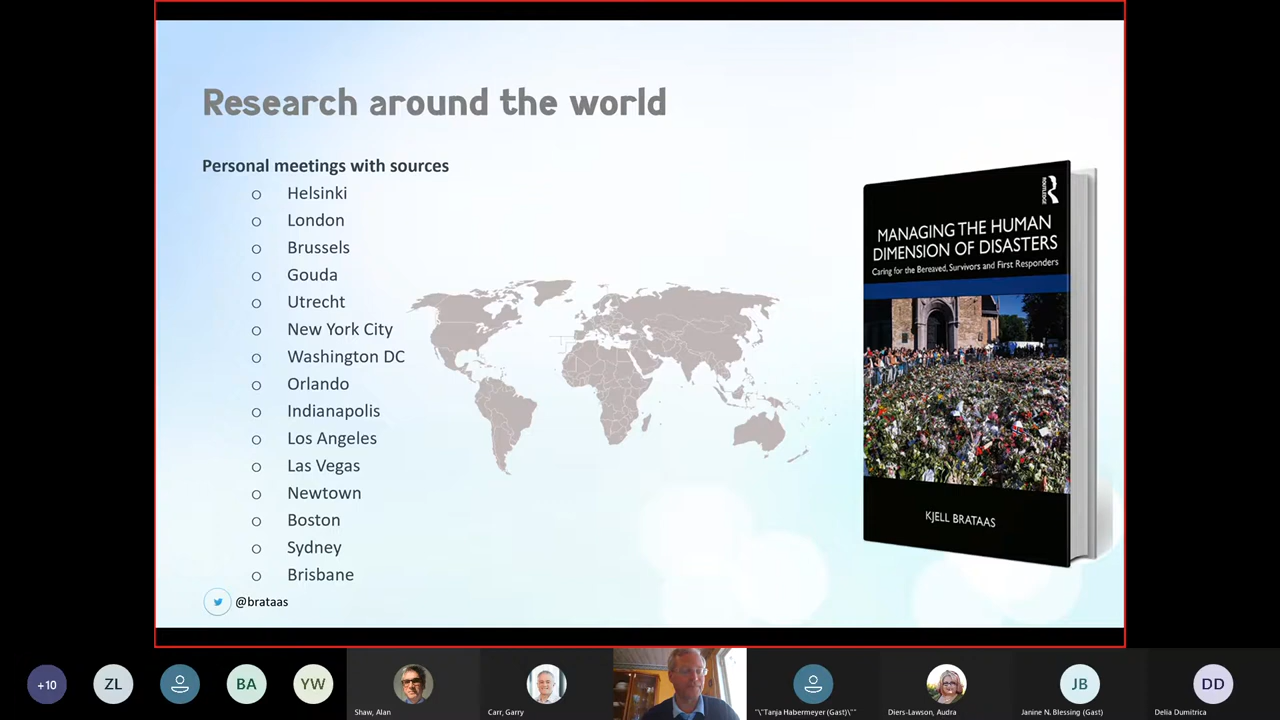 Research around the world
Personal meetings with sources
o Helsinki
o London
o Brussels
o Gouda
o Utrecht
o New York City
o Washington DC
o Orlando
o Indianapolis
o Los Angeles
o Las Vegas
o Newtown
o Boston
o Sydney
o Brisbane
@brataas
ROUTLEDGE
MANAGING THE HUMAN
DIMENSION OF DISASTERS
Caring for the Bereaved, Survivors and First Responders
KJELL BRATAAS
+10
ZL
BA
YW
JB
DD
Shaw, Alan
Carr, Garry
"\"Tanja Habermeyer (Gast)\""
Diers-Lawson, Audra
Janine N. Blessing (Gast)
Delia Dumitrica